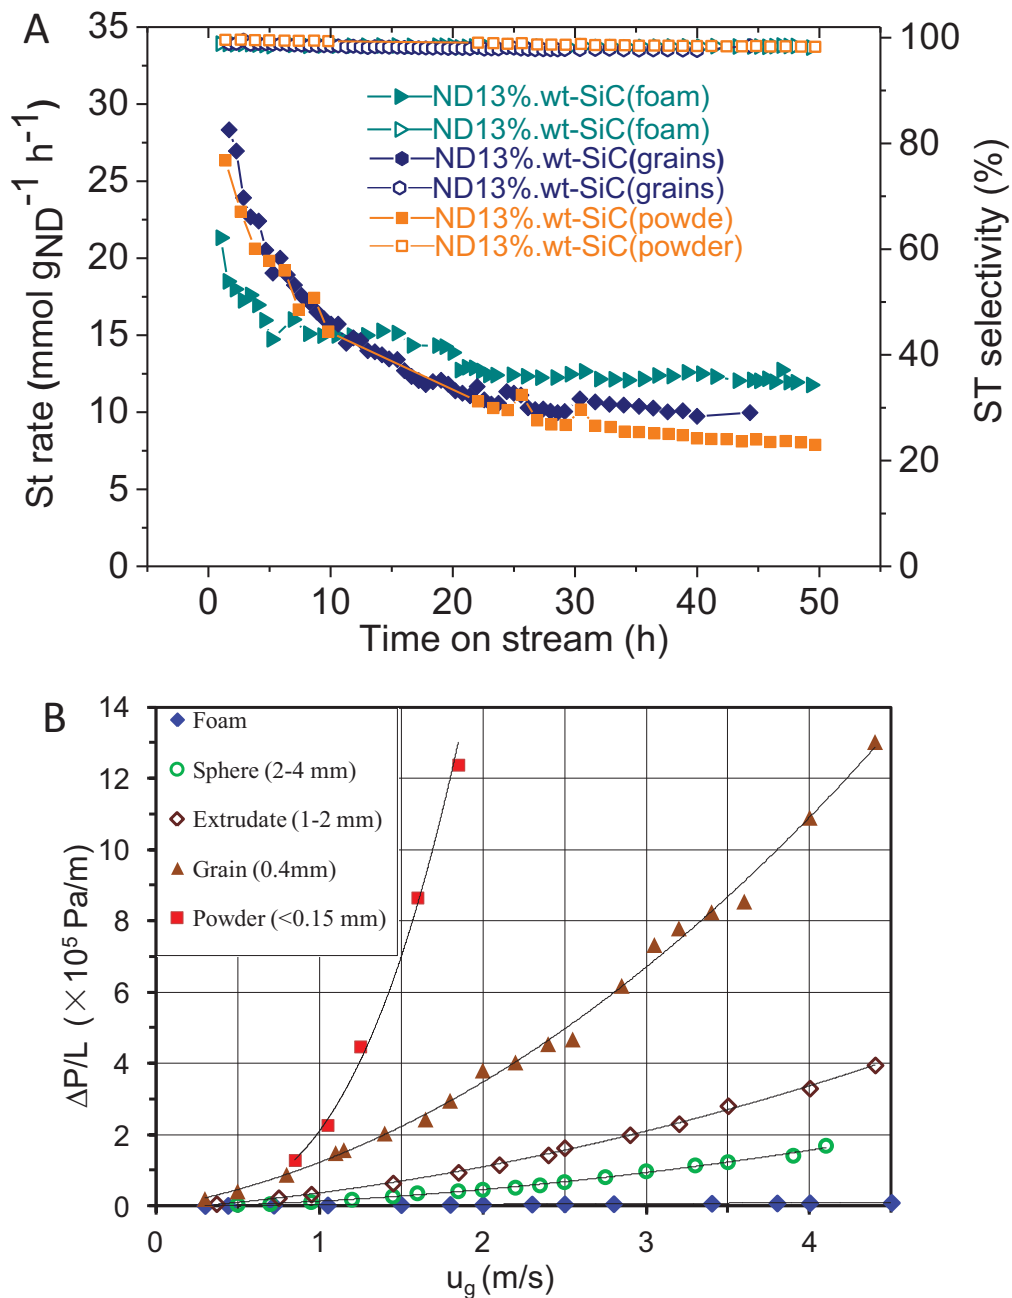 A
35
30
25
20
15
10
5
0
St rate (mmol gND⁻¹ h⁻¹)
ND13%.wt-SiC(foam)
ND13%.wt-SiC(foam)
ND13%.wt-SiC(grains)
ND13%.wt-SiC(grains)
ND13%.wt-SiC(powde)
ND13%.wt-SiC(powder)
100
80
60
40
20
0
ST selectivity (%)
0 10 20 30 40 50
Time on stream (h)
B
14
12
10
8
6
4
2
0
ΔP/L (×10⁵ Pa/m)
Foam
Sphere (2-4 mm)
Extrudate (1-2 mm)
Grain (0.4mm)
Powder (<0.15 mm)
0 1 2 3 4
u_g (m/s)